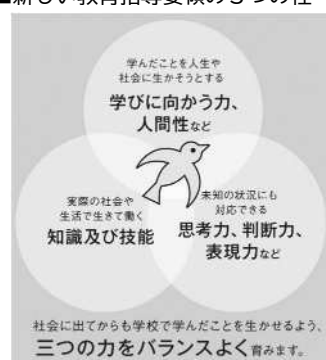 ■新しい教育指導要領の３つの柱
学んだことを人生や
社会に生かそうとする
学びに向かう力、
人間性など
実際の社会や
生活で生きて働く
知識及び技能
未知の状況にも
対応できる
思考力、判断力、
表現力など
社会に出てからも学校で学んだことを生かせるよう、
三つの力をバランスよく育みます。